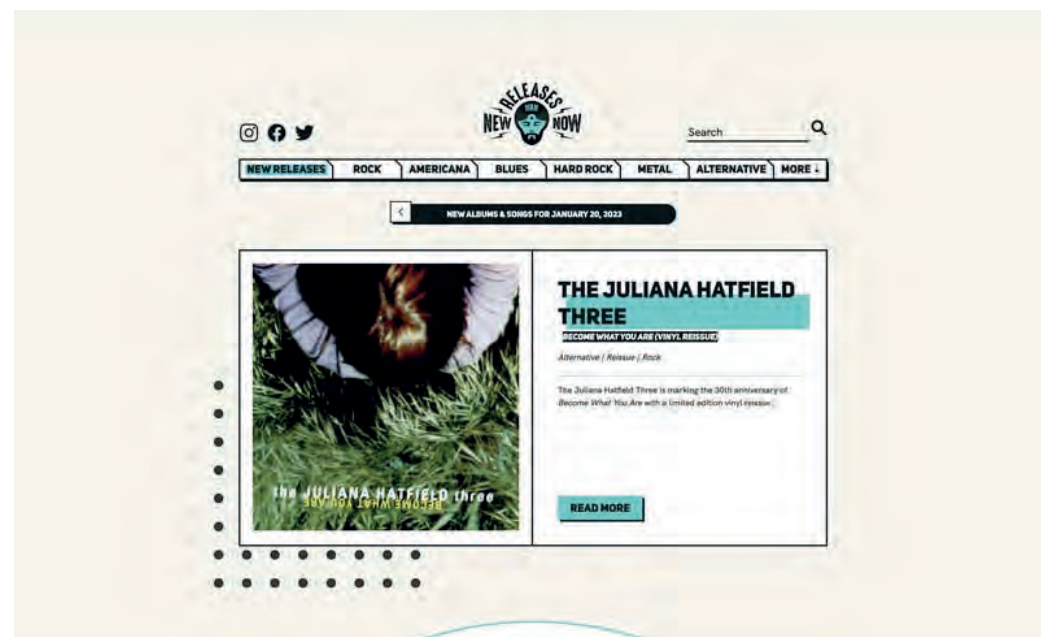 NEW RELEASES NOW
NRN
Search
NEW RELEASES ROCK AMERICANA BLUES HARD ROCK METAL ALTERNATIVE MORE ↓
NEW ALBUMS & SONGS FOR JANUARY 20, 2023
THE JULIANA HATFIELD
THREE
BECOME WHAT YOU ARE (VINYL REISSUE)
Alternative / Reissue / Rock
The Juliana Hatfield Three is marking the 30th anniversary of
Become What You Are with a limited edition vinyl reissue.
the JULIANA HATFIELD three
BECOME WHAT YOU ARE
READ MORE